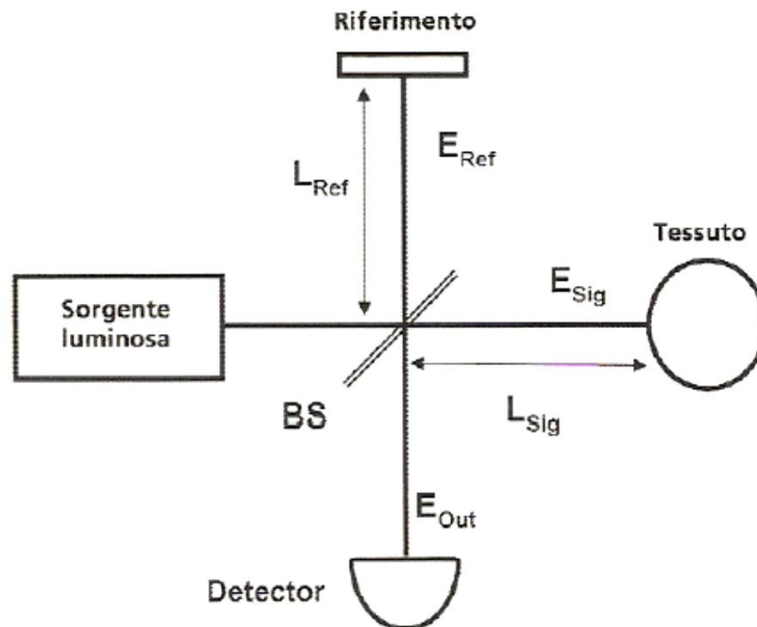 Riferimento
E_Ref
L_Ref
Tessuto
E_Sig
Sorgente
luminosa
BS
L_Sig
E_Out
Detector